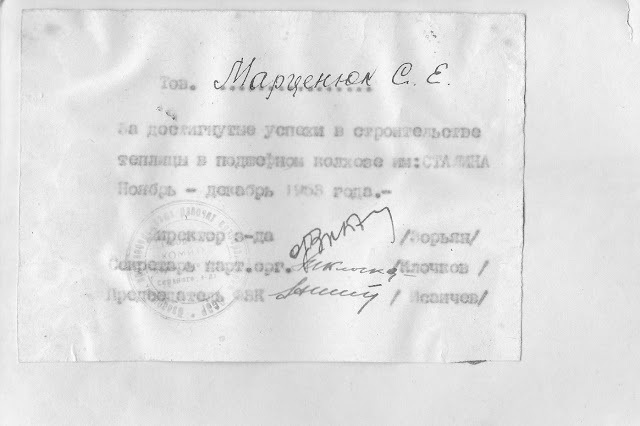 Тов. Марценюк С. Е.
За достигнутые успехи в строительстве
теплицы в подшефном колхозе им:СТАЛИНА
Ноябрь - декабрь 1953 года.-
Директор з-да /Зорьян/
Секретарь парт.орг. /Клочков /
Председатель ФЗК / Исаичев/